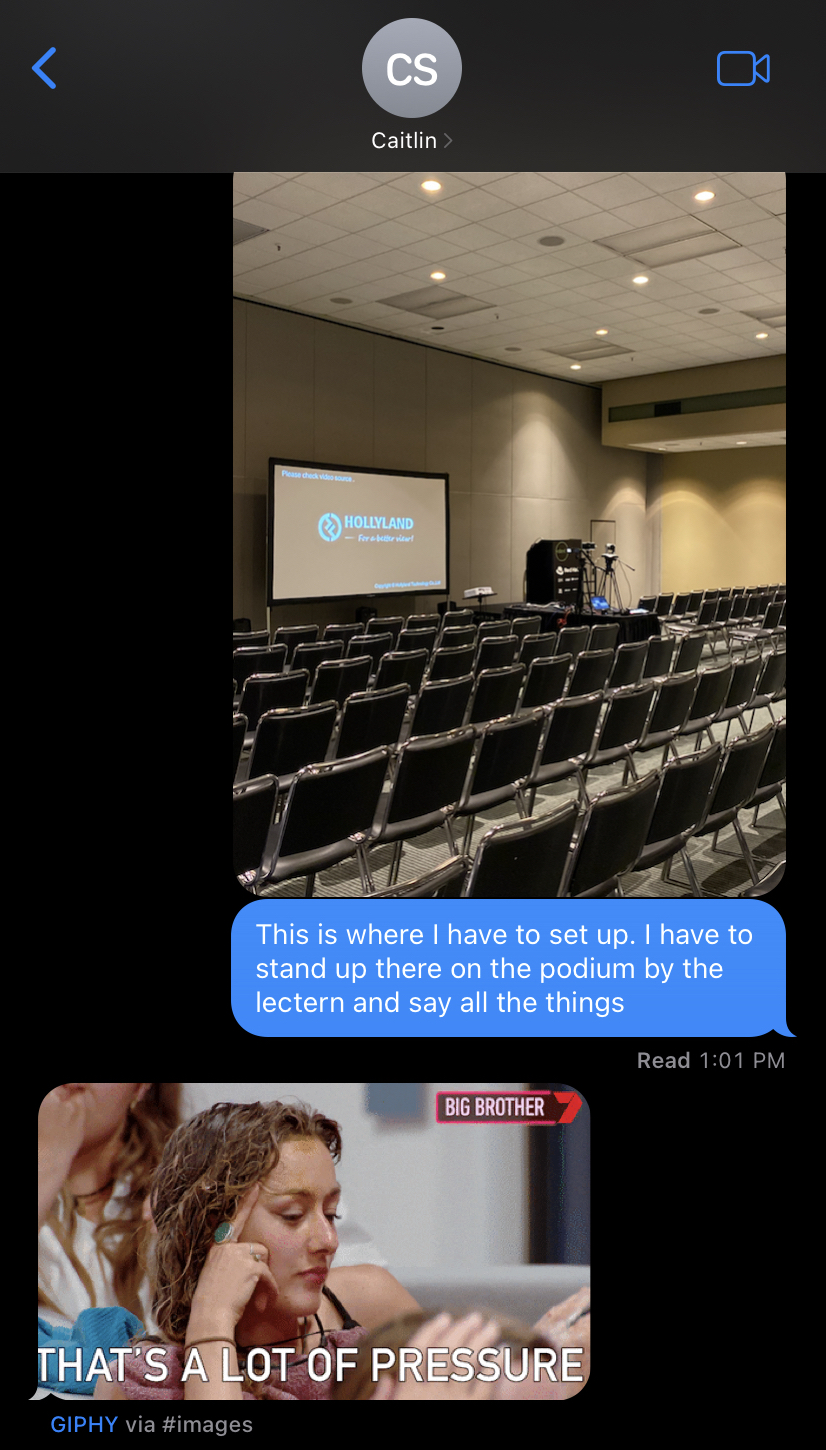 CS
Caitlin
Please check video source .
HOLLYLAND
For a better view!
This is where I have to set up. I have to
stand up there on the podium by the
lectern and say all the things
Read 1:01 PM
BIG BROTHER 7
THAT'S A LOT OF PRESSURE
GIPHY via #images